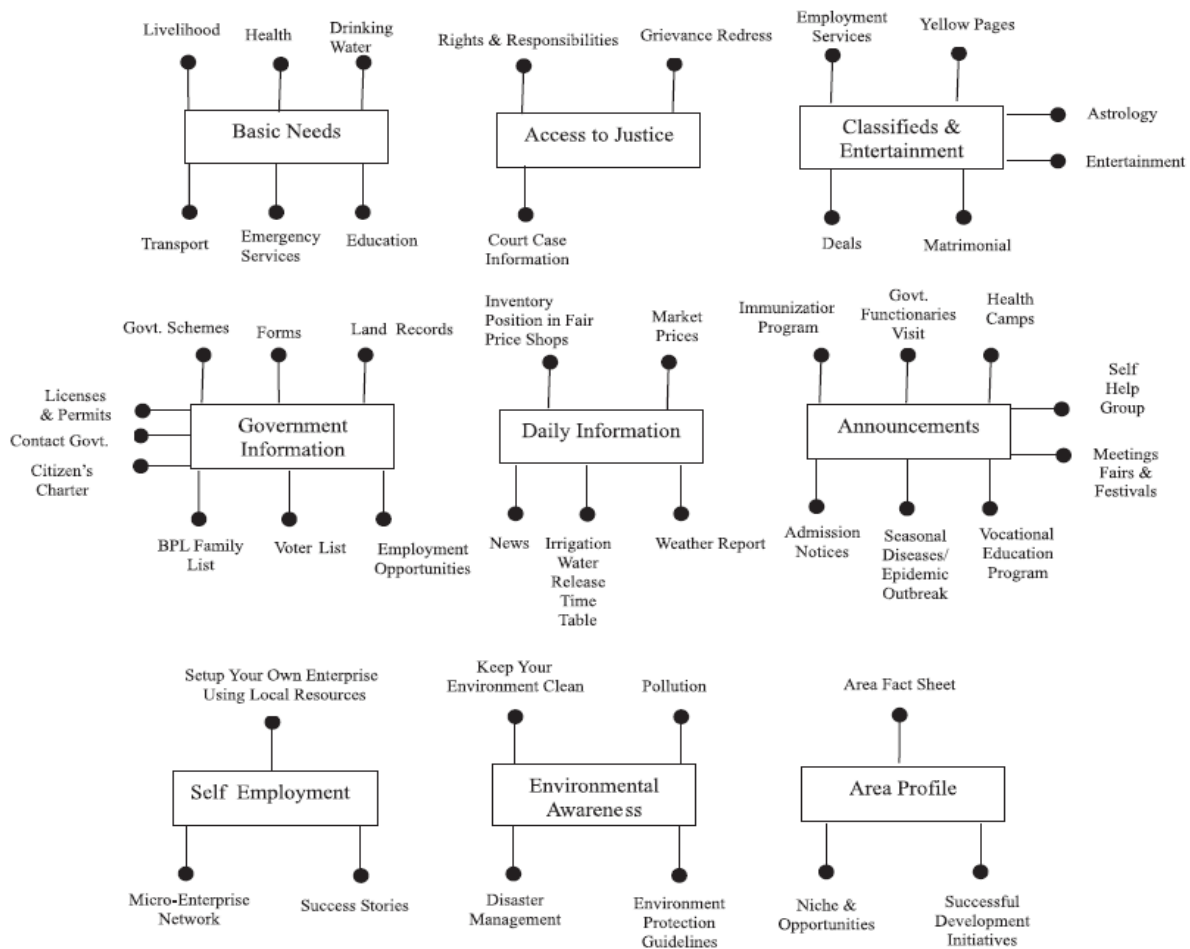 Livelihood
Health
Drinking
Water
Basic Needs
Transport
Emergency
Services
Education
Rights & Responsibilities
Grievance Redress
Access to Justice
Court Case
Information
Employment
Services
Yellow Pages
Classifieds &
Entertainment
Astrology
Entertainment
Deals
Matrimonial
Govt. Schemes
Forms
Land Records
Licenses
& Permits
Contact Govt.
Citizen's
Charter
Government
Information
BPL Family
List
Voter List
Employment
Opportunities
Inventory
Position in Fair
Price Shops
Market
Prices
Daily Information
News
Irrigation
Water
Release
Time
Table
Weather Report
Immunizatior
Program
Govt.
Functionaries
Visit
Health
Camps
Self
Help
Group
Announcements
Meetings
Fairs &
Festivals
Admission
Notices
Seasonal
Diseases/
Epidemic
Outbreak
Vocational
Education
Program
Setup Your Own Enterprise
Using Local Resources
Self Employment
Micro-Enterprise
Network
Success Stories
Keep Your
Environment Clean
Pollution
Environmental
Awareness
Disaster
Management
Environment
Protection
Guidelines
Area Fact Sheet
Area Profile
Niche &
Opportunities
Successful
Development
Initiatives